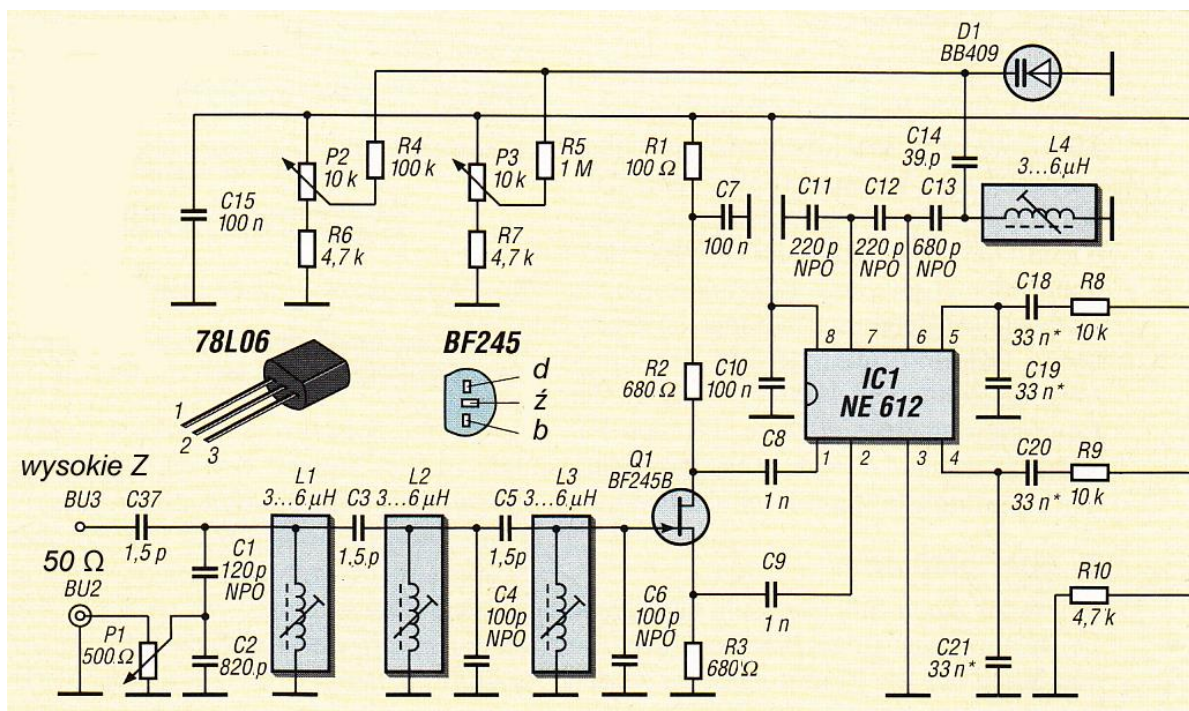 D1
BB409
P2
10 k
R4
100 k
P3
10 k
R5
1 M
R1
100 Ω
C14
39.p
L4
3...6 µH
C15
100 n
C7
100 n
C11
220 p
NPO
C12
220 p
NPO
C13
680 p
NPO
R6
4,7 k
R7
4,7 k
C18
33 n*
R8
10 k
78L06
1
2
3
BF245
d
ź
b
R2
680 Ω
C10
100 n
8
7
6
5
IC1
NE 612
1
2
3
4
C19
33 n*
C8
1 n
C20
33 n*
R9
10 k
wysokie Z
BU3
C37
1,5 p
L1
3...6 µH
C3
1,5.p
L2
3...6 µH
C5
1,5p
L3
3...6 µH
Q1
BF245B
50 Ω
BU2
C1
120 p
NPO
P1
500.Ω
C2
820.p
C4
100p
NPO
C6
100 p
NPO
C9
1 n
R3
680'Ω
C21
33 n*
R10
4,7 k